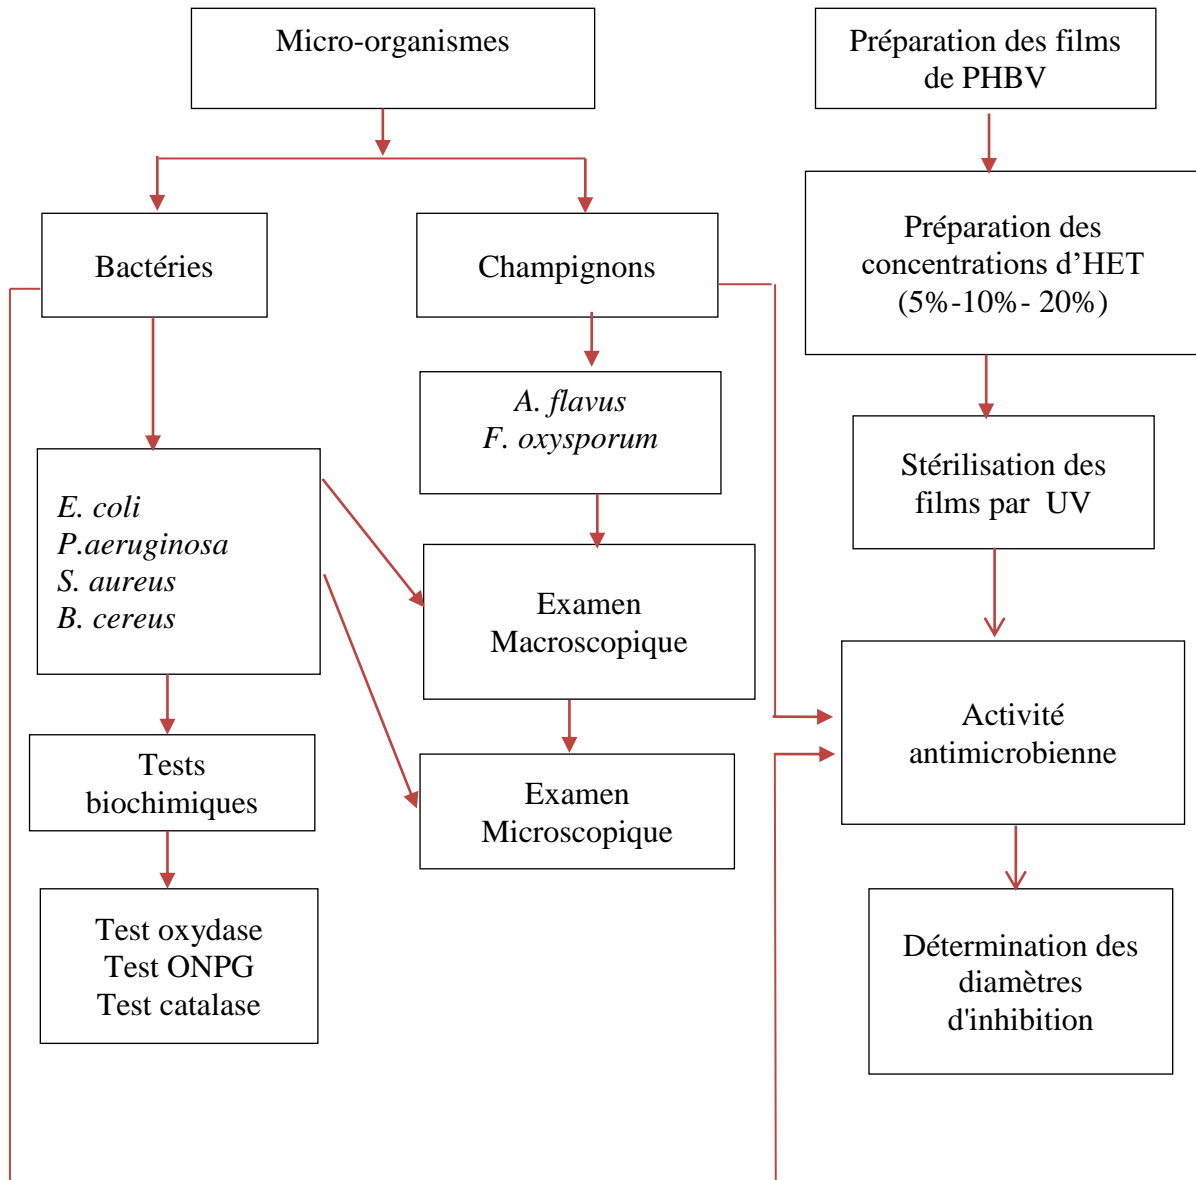 Micro-organismes
Préparation des films
de PHBV
Préparation des
concentrations d’HET
(5%-10%- 20%)
Bactéries
Champignons
A. flavus
F. oxysporum
Stérilisation des
films par UV
E. coli
P.aeruginosa
S. aureus
B. cereus
Examen
Macroscopique
Activité
antimicrobienne
Tests
biochimiques
Examen
Microscopique
Test oxydase
Test ONPG
Test catalase
Détermination des
diamètres
d'inhibition